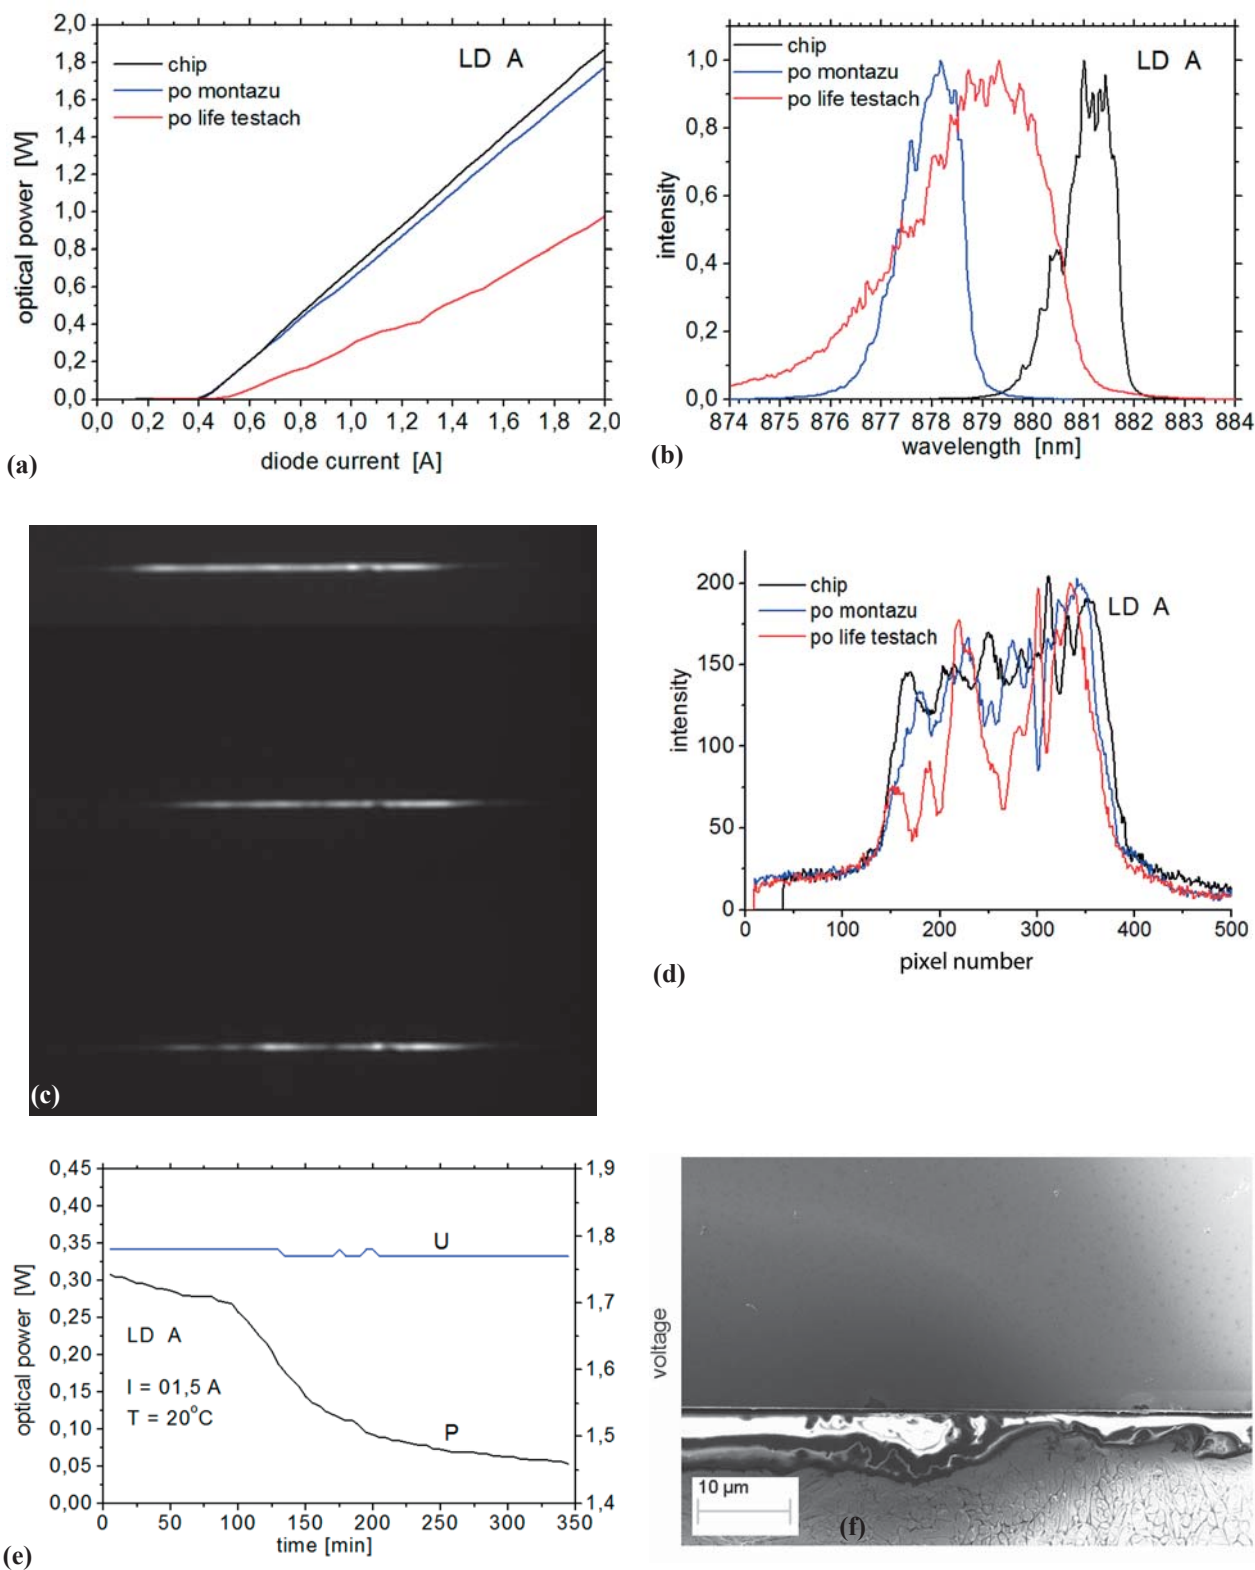 2,0
1,8
1,6
1,4
1,2
1,0
0,8
0,6
0,4
0,2
0,0
optical power [W]
chip
po montazu
po life testach
LD A
0,0 0,2 0,4 0,6 0,8 1,0 1,2 1,4 1,6 1,8 2,0
diode current [A]
(a)
1,0
0,8
0,6
0,4
0,2
0,0
intensity
chip
po montazu
po life testach
LD A
874 875 876 877 878 879 880 881 882 883 884
wavelength [nm]
(b)
(c)
200
150
100
50
0
intensity
chip
po montazu
po life testach
LD A
0 100 200 300 400 500
pixel number
(d)
0,45
0,40
0,35
0,30
0,25
0,20
0,15
0,10
0,05
0,00
optical power [W]
U
LD A
I = 01,5 A
T = 20°C
P
1,9
1,8
1,7
1,6
1,5
1,4
voltage
0 50 100 150 200 250 300 350
time [min]
(e)
10 µm
(f)